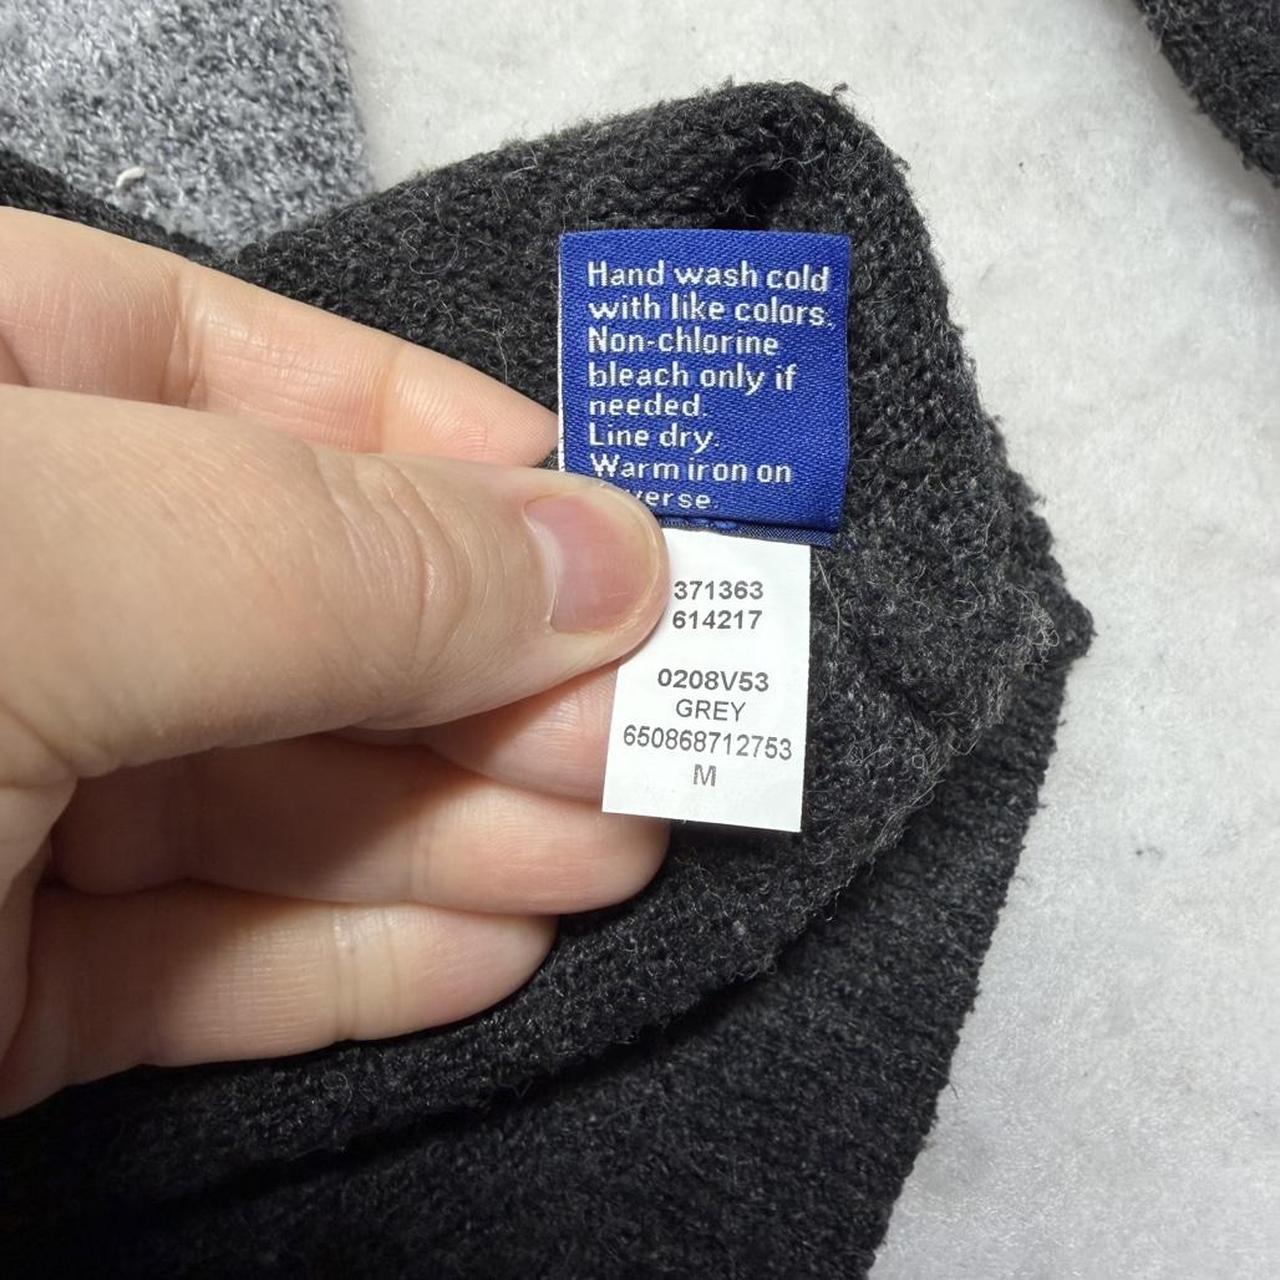 Hand wash cold
with like colors.
Non-chlorine
bleach only if
needed.
Line dry.
Warm iron on
verse.
371363
614217
0208V53
GREY
650868712753
M